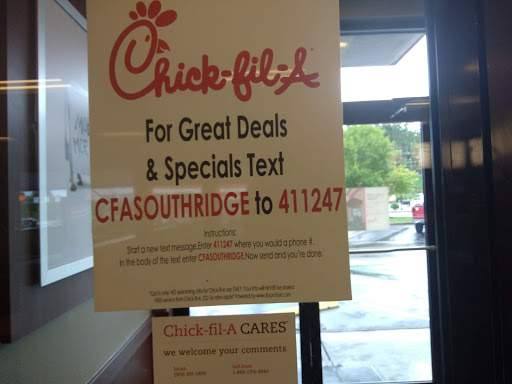 Chick-fil-A
For Great Deals
& Specials Text
CFASOUTHRIDGE to 411247
Instructions:
Start a new text message.Enter 411247 where you would a phone #.
in the body of the text enter CFASOUTHRIDGE.Now send and you're done.
Chick-fil-A CARES
we welcome your comments